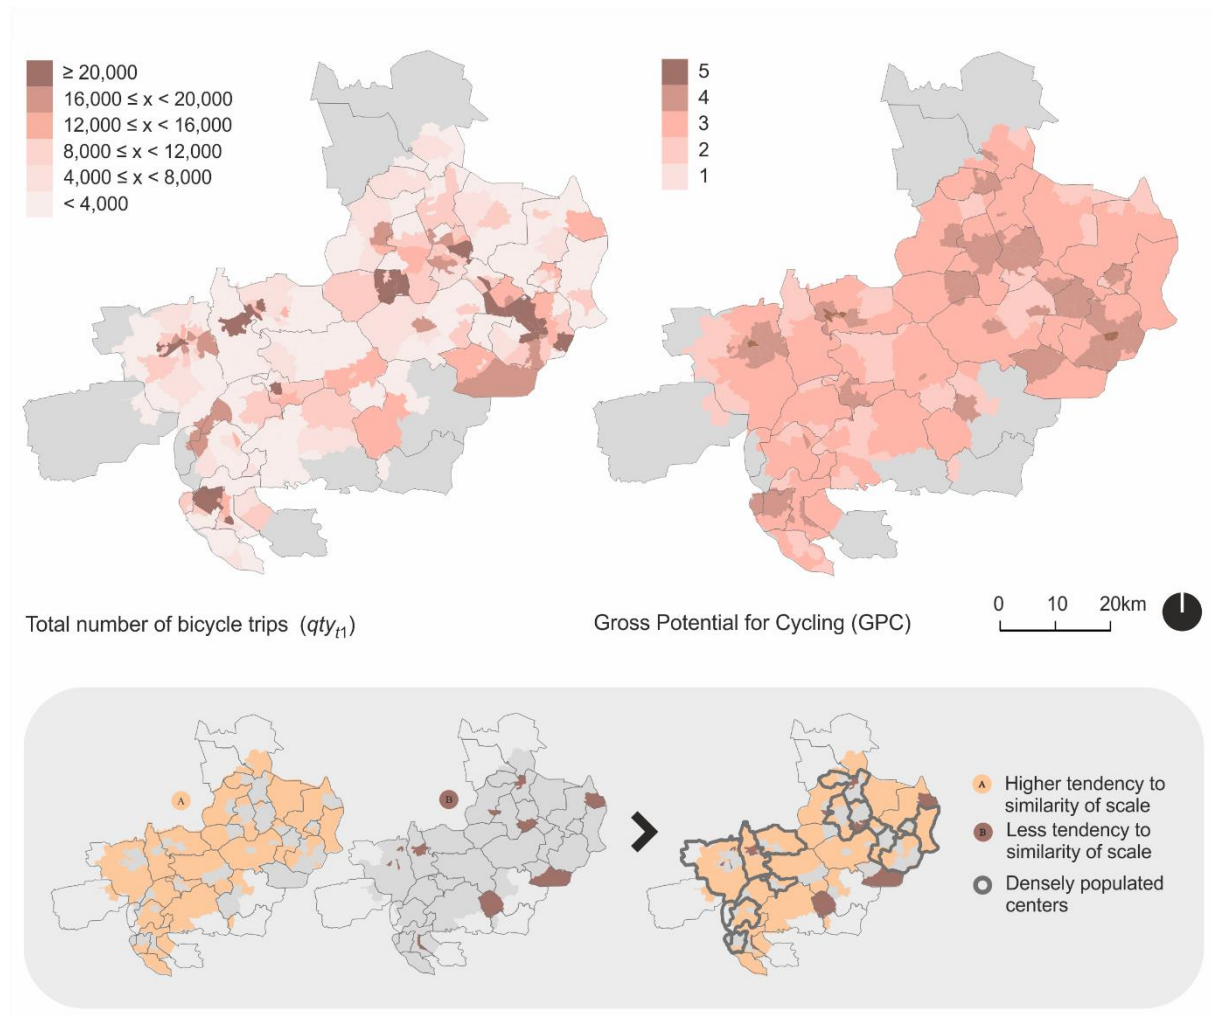 ≥ 20,000
16,000 ≤ x < 20,000
12,000 ≤ x < 16,000
8,000 ≤ x < 12,000
4,000 ≤ x < 8,000
< 4,000
5
4
3
2
1
Total number of bicycle trips (qty_t1)
Gross Potential for Cycling (GPC)
0 10 20km
A
B
A Higher tendency to
similarity of scale
B Less tendency to
similarity of scale
Densely populated
centers